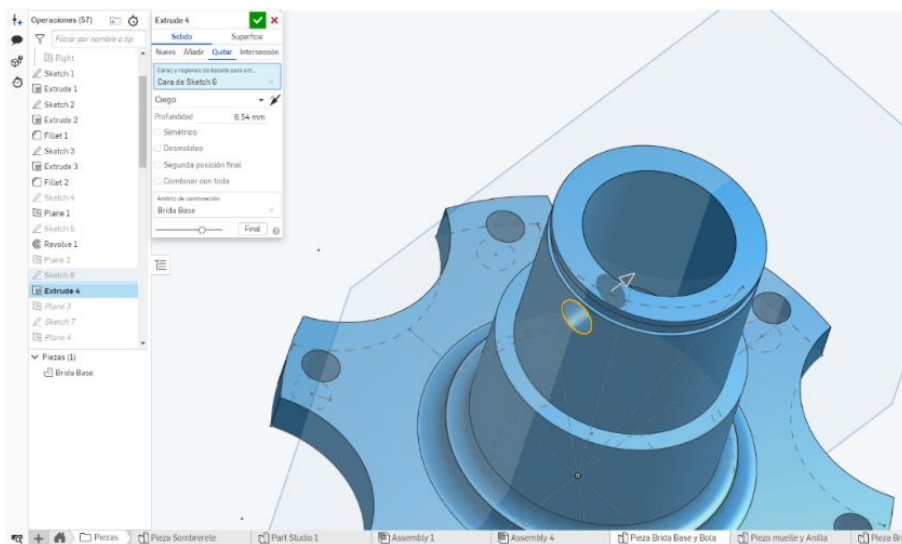 Operaciones (57)
Filtrar por nombre o tip
Right
Sketch 1
Extrude 1
Sketch 2
Extrude 2
Fillet 1
Sketch 3
Extrude 3
Fillet 2
Sketch 4
Plane 1
Sketch 5
Revolve 1
Plane 2
Sketch 6
Extrude 4
Plane 3
Sketch 7
Plane 4
Piezas (1)
Brida Base
Extrude 4
Sólido Superficie
Nuevo Añadir Quitar Intersección
Caras y regiones de boceto para ext...
Cara de Sketch 6
Ciego
Profundidad 6.54 mm
Simétrico
Desmoldeo
Segunda posición final
Combinar con todo
Ámbito de combinación
Brida Base
Final
Piezas Pieza Sombrerete Part Studio 1 Assembly 1 Assembly 4 Pieza Brida Base y Bola Pieza muelle y Anilla Pieza Br